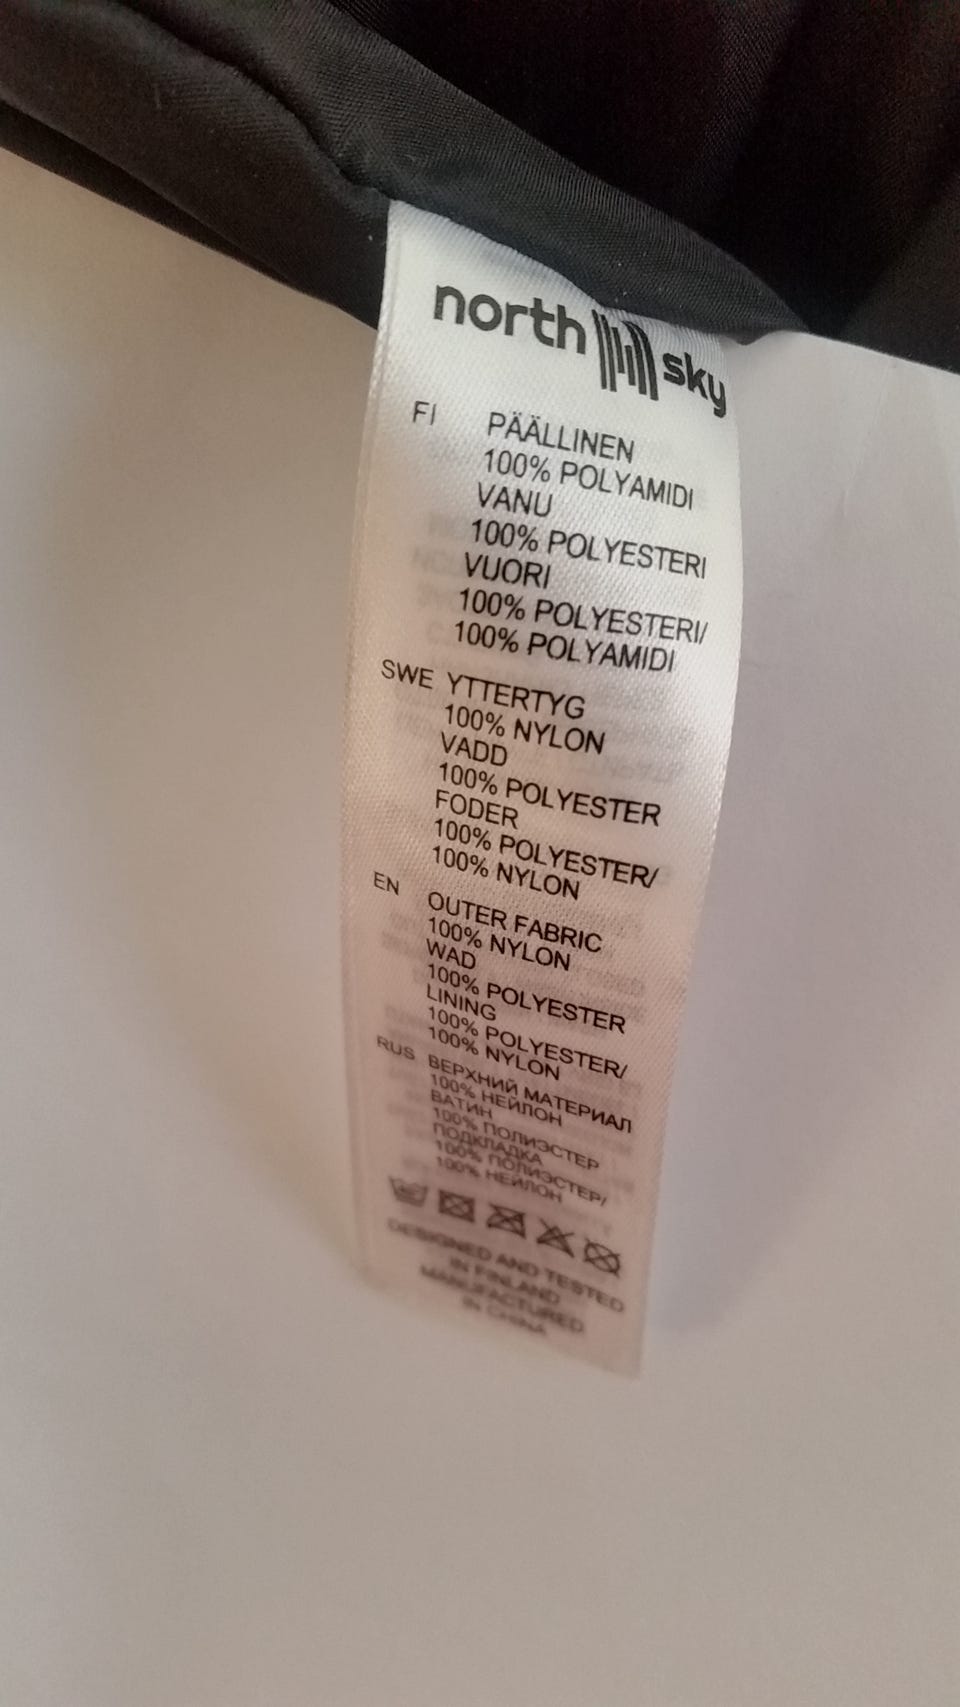 north sky
FI PÄÄLLINEN
100% POLYAMIDI
VANU
100% POLYESTERI
VUORI
100% POLYESTERI/
100% POLYAMIDI
SWE YTTERTYG
100% NYLON
VADD
100% POLYESTER
FODER
100% POLYESTER/
100% NYLON
EN OUTER FABRIC
100% NYLON
WAD
100% POLYESTER
LINING
100% POLYESTER/
100% NYLON
RUS ВЕРХНИЙ МАТЕРИАЛ
100% НЕЙЛОН
ВАТИН
100% ПОЛИЭСТЕР
ПОДКЛАДКА
100% ПОЛИЭСТЕР/
100% НЕЙЛОН
DESIGNED AND TESTED
IN FINLAND
MANUFACTURED
IN CHINA